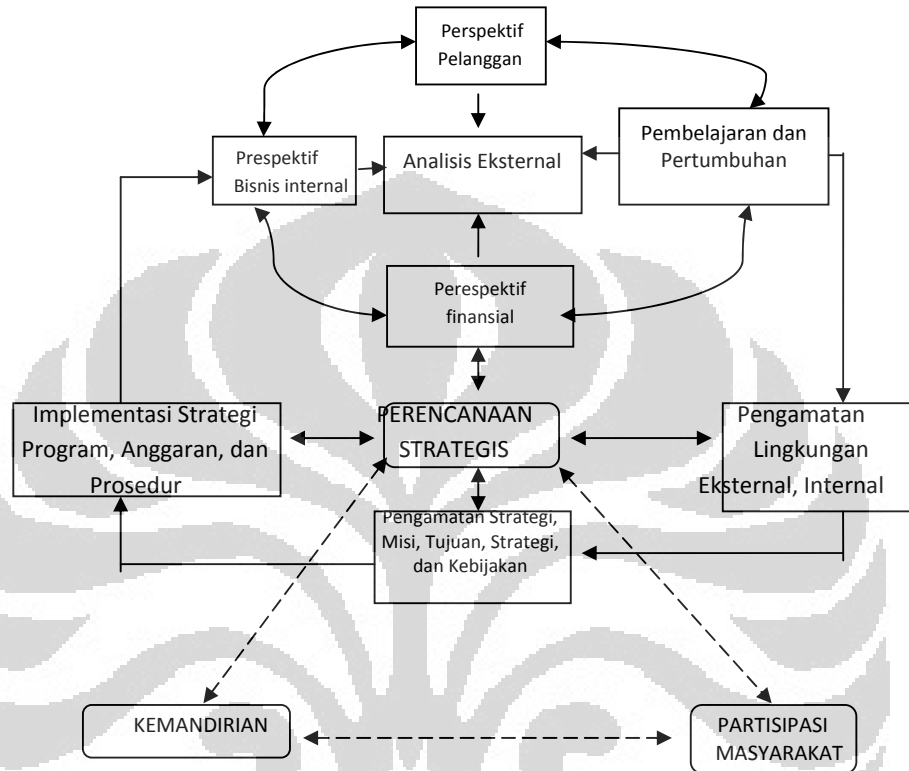 Perspektif
Pelanggan
Prespektif
Bisnis internal
Analisis Eksternal
Pembelajaran dan
Pertumbuhan
Perespektif
finansial
Implementasi Strategi
Program, Anggaran, dan
Prosedur
PERENCANAAN
STRATEGIS
Pengamatan
Lingkungan
Eksternal, Internal
Pengamatan Strategi,
Misi, Tujuan, Strategi,
dan Kebijakan
KEMANDIRIAN
PARTISIPASI
MASYARAKAT